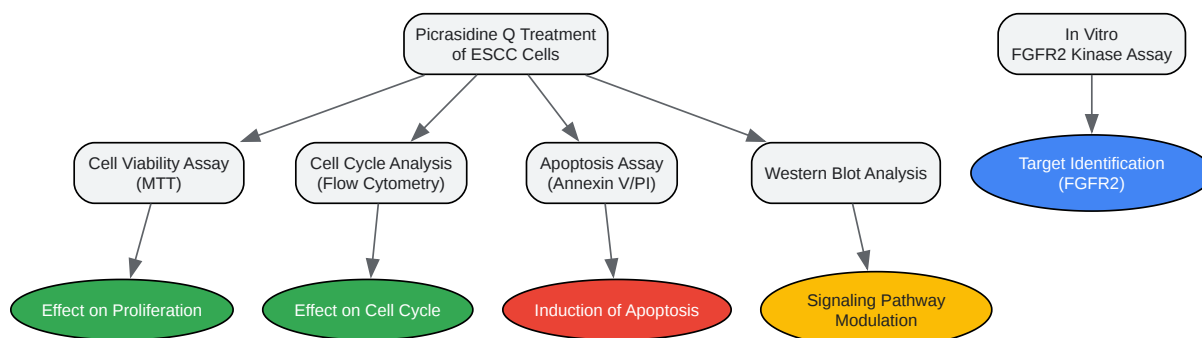 Picrasidine Q Treatment
of ESCC Cells
In Vitro
FGFR2 Kinase Assay
Cell Viability Assay
(MTT)
Cell Cycle Analysis
(Flow Cytometry)
Apoptosis Assay
(Annexin V/PI)
Western Blot Analysis
Target Identification
(FGFR2)
Effect on Proliferation
Effect on Cell Cycle
Induction of Apoptosis
Signaling Pathway
Modulation